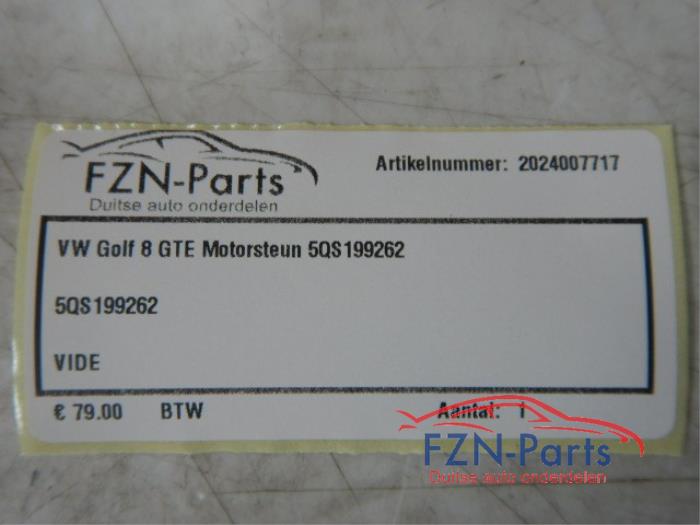 FZN-Parts
Duitse auto onderdelen
Artikelnummer: 2024007717
VW Golf 8 GTE Motorsteun 5QS199262
5QS199262
VIDE
€ 79.00 BTW Aantal: 1
FZN-Parts
Duitse auto onderdelen